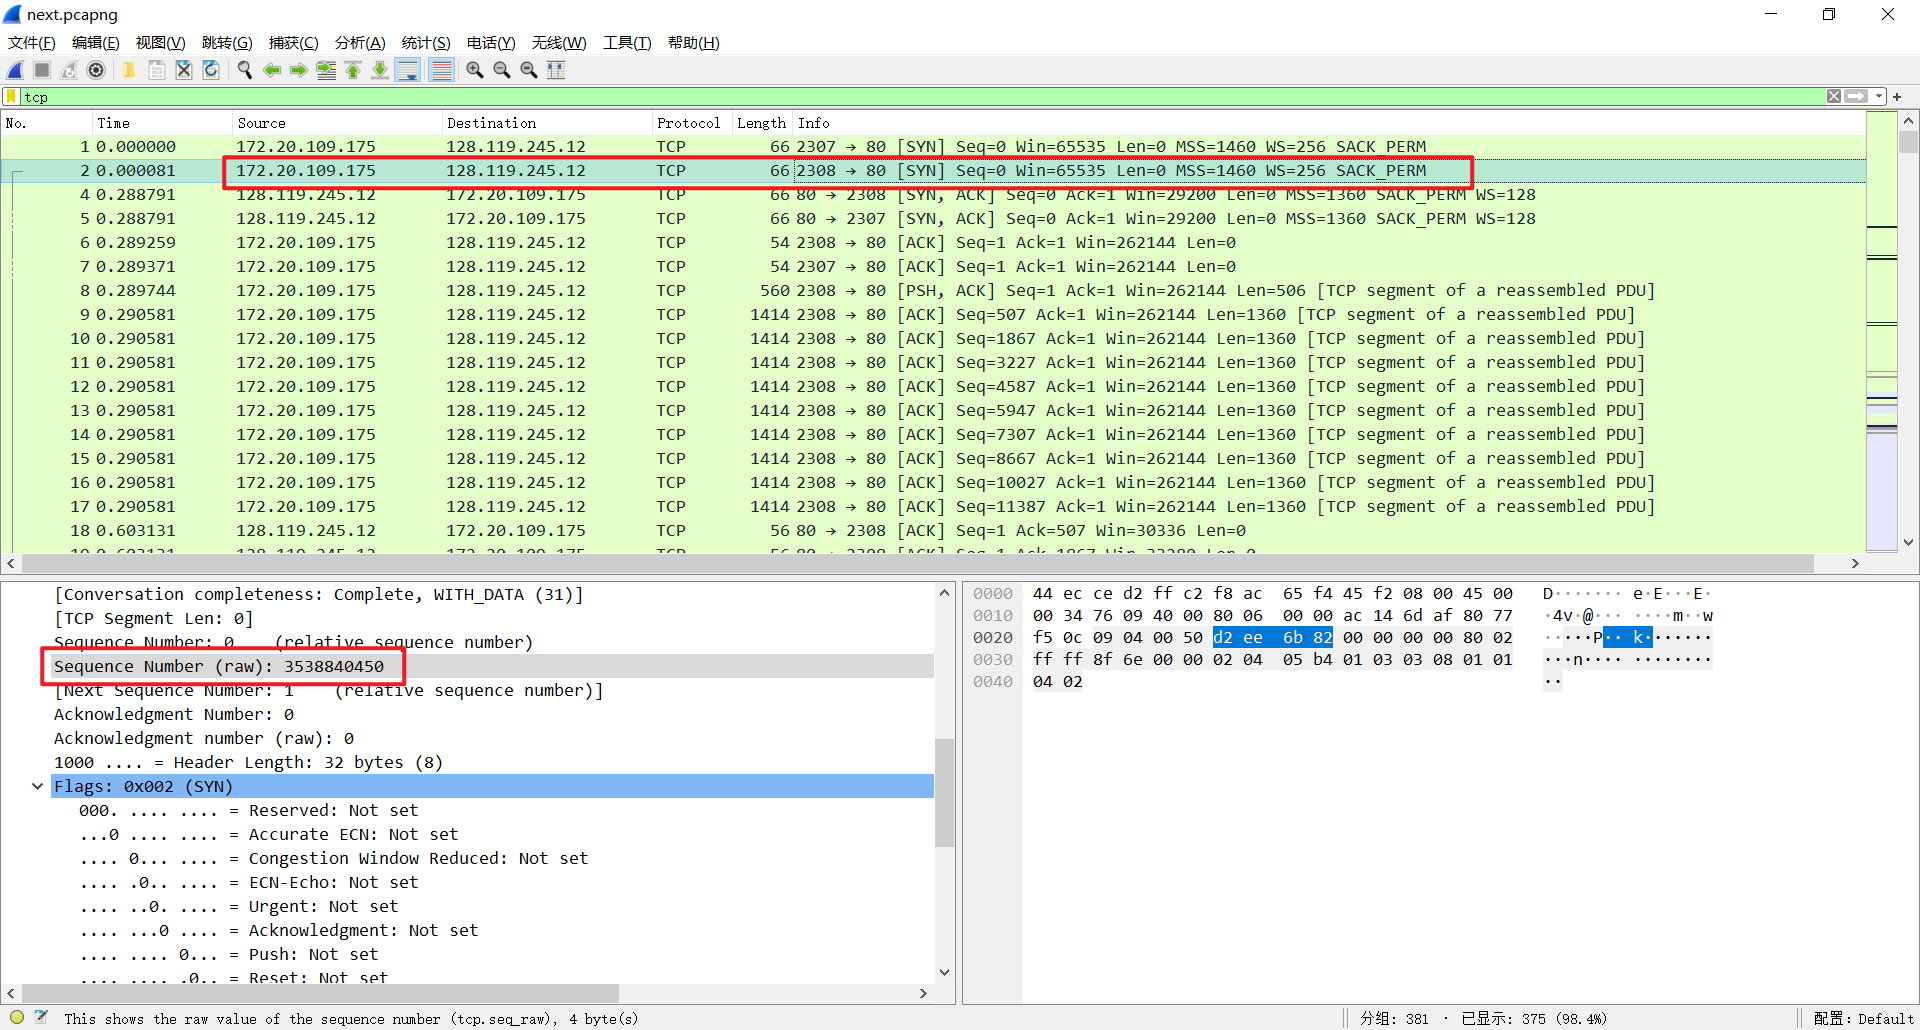 next.pcapng
文件(F) 编辑(E) 视图(V) 跳转(G) 捕获(C) 分析(A) 统计(S) 电话(Y) 无线(W) 工具(T) 帮助(H)
tcp
No. Time Source Destination Protocol Length Info
1 0.000000 172.20.109.175 128.119.245.12 TCP 66 2307 → 80 [SYN] Seq=0 Win=65535 Len=0 MSS=1460 WS=256 SACK_PERM
2 0.000081 172.20.109.175 128.119.245.12 TCP 66 2308 → 80 [SYN] Seq=0 Win=65535 Len=0 MSS=1460 WS=256 SACK_PERM
4 0.288791 128.119.245.12 172.20.109.175 TCP 66 80 → 2308 [SYN, ACK] Seq=0 Ack=1 Win=29200 Len=0 MSS=1360 SACK_PERM WS=128
5 0.288791 128.119.245.12 172.20.109.175 TCP 66 80 → 2307 [SYN, ACK] Seq=0 Ack=1 Win=29200 Len=0 MSS=1360 SACK_PERM WS=128
6 0.289259 172.20.109.175 128.119.245.12 TCP 54 2308 → 80 [ACK] Seq=1 Ack=1 Win=262144 Len=0
7 0.289371 172.20.109.175 128.119.245.12 TCP 54 2307 → 80 [ACK] Seq=1 Ack=1 Win=262144 Len=0
8 0.289744 172.20.109.175 128.119.245.12 TCP 560 2308 → 80 [PSH, ACK] Seq=1 Ack=1 Win=262144 Len=506 [TCP segment of a reassembled PDU]
9 0.290581 172.20.109.175 128.119.245.12 TCP 1414 2308 → 80 [ACK] Seq=507 Ack=1 Win=262144 Len=1360 [TCP segment of a reassembled PDU]
10 0.290581 172.20.109.175 128.119.245.12 TCP 1414 2308 → 80 [ACK] Seq=1867 Ack=1 Win=262144 Len=1360 [TCP segment of a reassembled PDU]
11 0.290581 172.20.109.175 128.119.245.12 TCP 1414 2308 → 80 [ACK] Seq=3227 Ack=1 Win=262144 Len=1360 [TCP segment of a reassembled PDU]
12 0.290581 172.20.109.175 128.119.245.12 TCP 1414 2308 → 80 [ACK] Seq=4587 Ack=1 Win=262144 Len=1360 [TCP segment of a reassembled PDU]
13 0.290581 172.20.109.175 128.119.245.12 TCP 1414 2308 → 80 [ACK] Seq=5947 Ack=1 Win=262144 Len=1360 [TCP segment of a reassembled PDU]
14 0.290581 172.20.109.175 128.119.245.12 TCP 1414 2308 → 80 [ACK] Seq=7307 Ack=1 Win=262144 Len=1360 [TCP segment of a reassembled PDU]
15 0.290581 172.20.109.175 128.119.245.12 TCP 1414 2308 → 80 [ACK] Seq=8667 Ack=1 Win=262144 Len=1360 [TCP segment of a reassembled PDU]
16 0.290581 172.20.109.175 128.119.245.12 TCP 1414 2308 → 80 [ACK] Seq=10027 Ack=1 Win=262144 Len=1360 [TCP segment of a reassembled PDU]
17 0.290581 172.20.109.175 128.119.245.12 TCP 1414 2308 → 80 [ACK] Seq=11387 Ack=1 Win=262144 Len=1360 [TCP segment of a reassembled PDU]
18 0.603131 128.119.245.12 172.20.109.175 TCP 56 80 → 2308 [ACK] Seq=1 Ack=507 Win=30336 Len=0
19 0.603131 128.119.245.12 172.20.109.175 TCP 56 80 → 2308 [ACK] Seq=1 Ack=1867 Win=33280 Len=0
[Conversation completeness: Complete, WITH_DATA (31)]
[TCP Segment Len: 0]
Sequence Number: 0 (relative sequence number)
Sequence Number (raw): 3538840450
[Next Sequence Number: 1 (relative sequence number)]
Acknowledgment Number: 0
Acknowledgment number (raw): 0
1000 .... = Header Length: 32 bytes (8)
Flags: 0x002 (SYN)
000. .... .... = Reserved: Not set
...0 .... .... = Accurate ECN: Not set
.... 0... .... = Congestion Window Reduced: Not set
.... .0.. .... = ECN-Echo: Not set
.... ..0. .... = Urgent: Not set
.... ...0 .... = Acknowledgment: Not set
.... .... 0... = Push: Not set
.... .... .0.. = Reset: Not set
0000 44 ec ce d2 ff c2 f8 ac 65 f4 45 f2 08 00 45 00 D·······e·E···E·
0010 00 34 76 09 40 00 80 06 00 00 ac 14 6d af 80 77 ·4v·@·······m··w
0020 f5 0c 09 04 00 50 d2 ee 6b 82 00 00 00 00 80 02 ·····P··k·······
0030 ff ff 8f 6e 00 00 02 04 05 b4 01 03 03 08 01 01 ···n············
0040 04 02 ··
This shows the raw value of the sequence number (tcp.seq_raw), 4 byte(s)
分组: 381 · 已显示: 375 (98.4%)
配置: Default